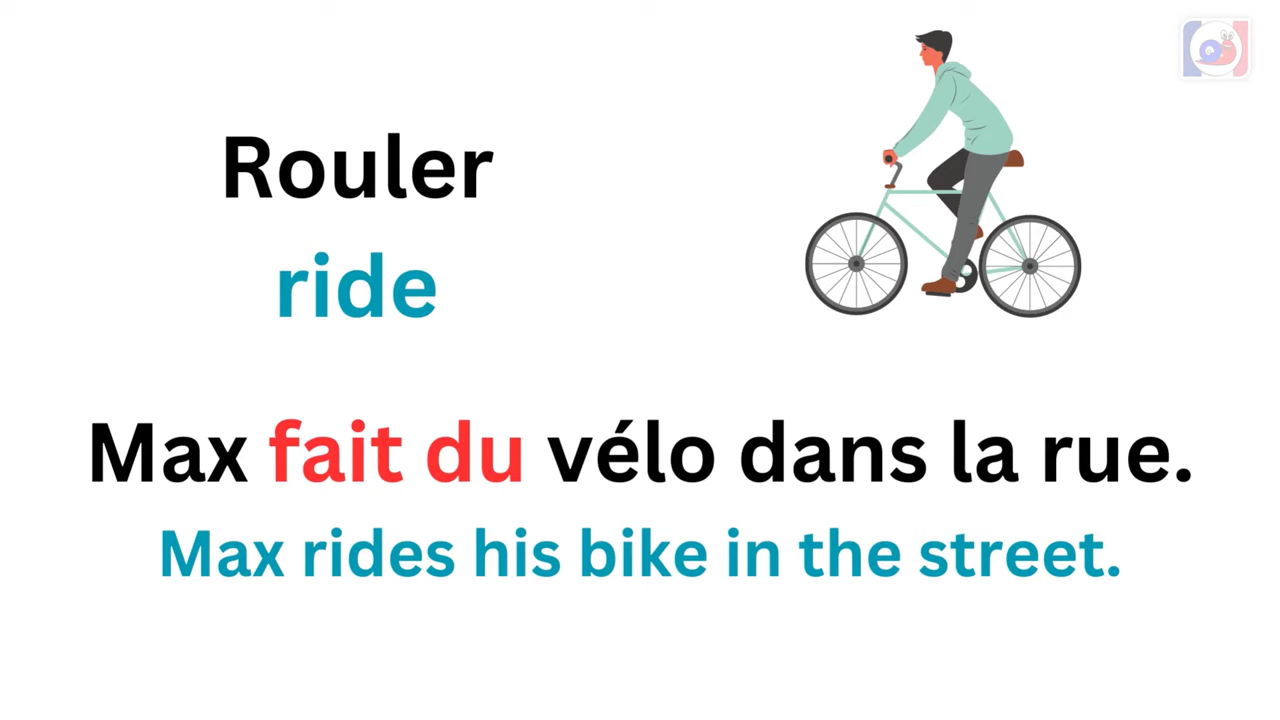 Rouler
ride
Max fait du vélo dans la rue.
Max rides his bike in the street.